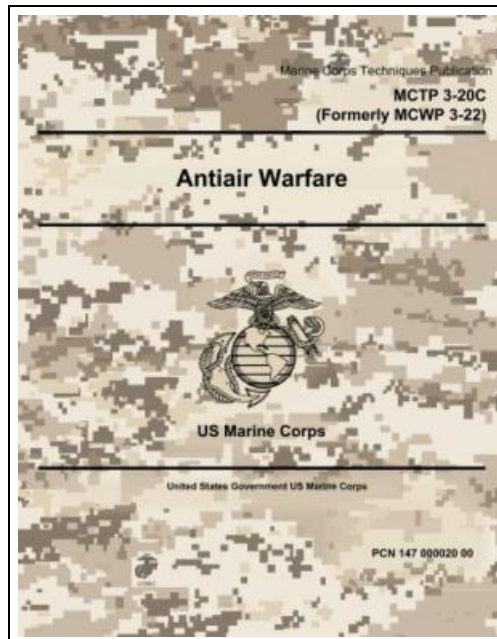 Marine Corps Techniques Publication
MCTP 3-20C
(Formerly MCWP 3-22)
Antiair Warfare
US Marine Corps
United States Government US Marine Corps
PCN 147 000020 00